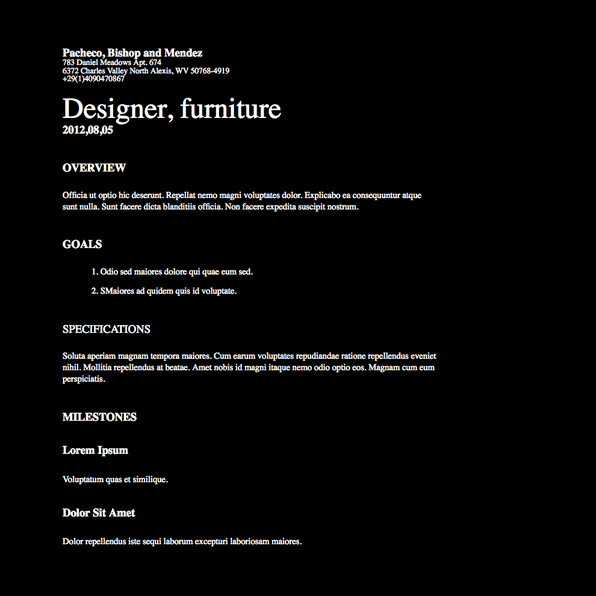 Pacheco, Bishop and Mendez
783 Daniel Meadows Apt. 674
6372 Charles Valley North Alexis, WV 50768-4919
+29(1)4090470867
Designer, furniture
2012,08,05
OVERVIEW
Officia ut optio hic deserunt. Repellat nemo magni voluptates dolor. Explicabo ea consequuntur atque
sunt nulla. Sunt facere dicta blanditiis officia. Non facere expedita suscipit nostrum.
GOALS
1. Odio sed maiores dolore qui quae eum sed.
2. SMaiores ad quidem quis id voluptate.
SPECIFICATIONS
Soluta aperiam magnam tempora maiores. Cum earum voluptates repudiandae ratione repellendus eveniet
nihil. Mollitia repellendus at beatae. Amet nobis id magni itaque nemo odio optio eos. Magnam cum eum
perspiciatis.
MILESTONES
Lorem Ipsum
Voluptatum quas et similique.
Dolor Sit Amet
Dolor repellendus iste sequi laborum excepturi laboriosam maiores.